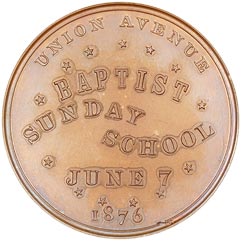 UNION AVENUE
BAPTIST
SUNDAY
SCHOOL
JUNE 7
1876